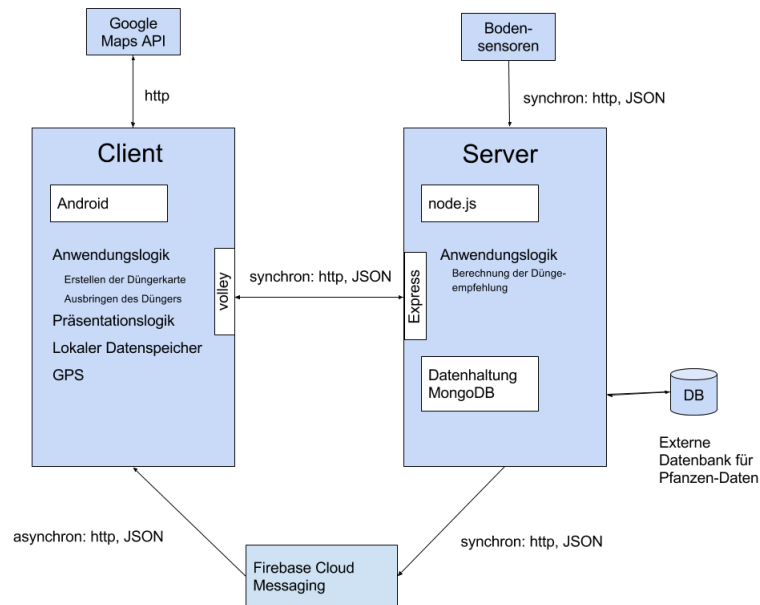 Google
Maps API
Boden-
sensoren
http
synchron: http, JSON
Client
Server
Android
node.js
Anwendungslogik
Erstellen der Düngerkarte
Ausbringen des Düngers
Präsentationslogik
Lokaler Datenspeicher
GPS
volley
synchron: http, JSON
Express
Anwendungslogik
Berechnung der Dünge-
empfehlung
Datenhaltung
MongoDB
DB
Externe
Datenbank für
Pfanzen-Daten
asynchron: http, JSON
synchron: http, JSON
Firebase Cloud
Messaging